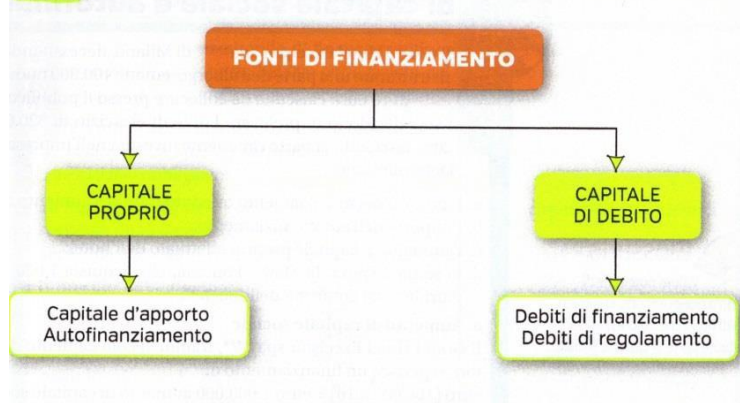 FONTI DI FINANZIAMENTO
CAPITALE
PROPRIO
CAPITALE
DI DEBITO
Capitale d'apporto
Autofinanziamento
Debiti di finanziamento
Debiti di regolamento